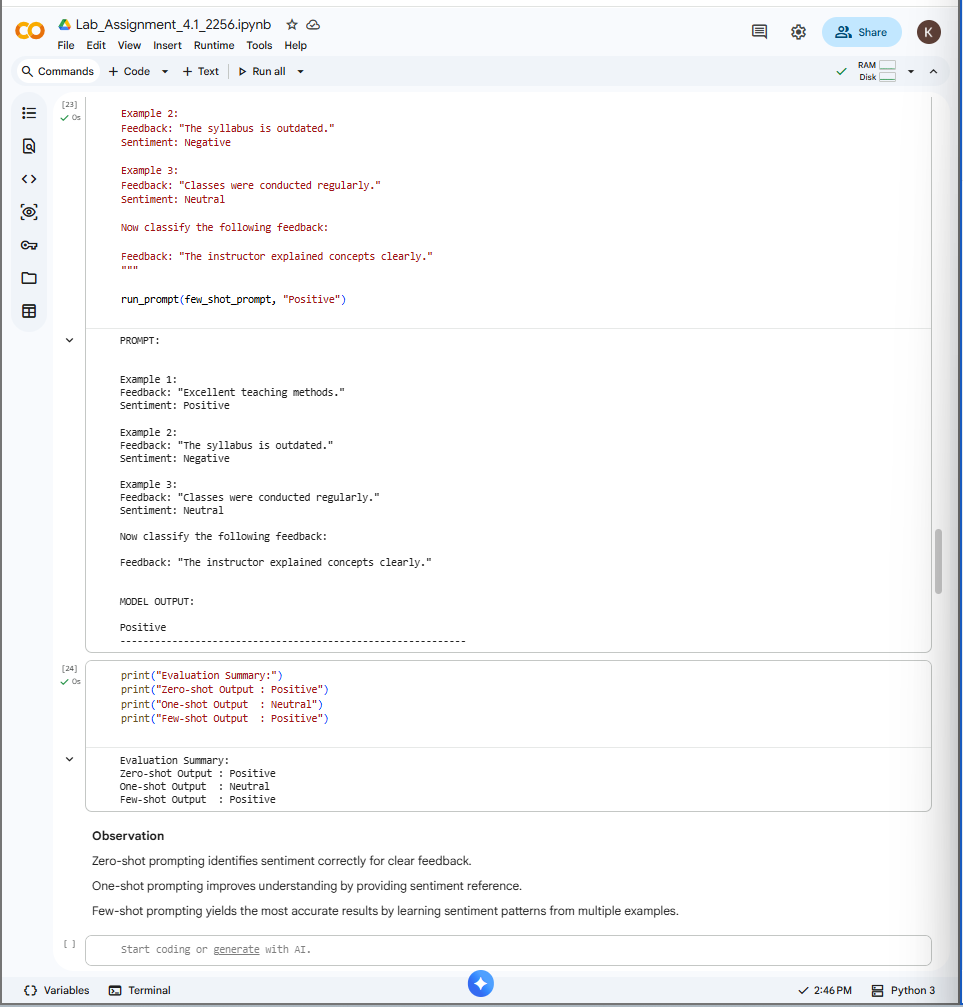 Lab_Assignment_4.1_2256.ipynb
File Edit View Insert Runtime Tools Help
Share
K
Commands + Code + Text Run all
RAM
Disk
[23]
0s
Example 2:
Feedback: "The syllabus is outdated."
Sentiment: Negative
Example 3:
Feedback: "Classes were conducted regularly."
Sentiment: Neutral
Now classify the following feedback:
Feedback: "The instructor explained concepts clearly."
"""
run_prompt(few_shot_prompt, "Positive")
PROMPT:
Example 1:
Feedback: "Excellent teaching methods."
Sentiment: Positive
Example 2:
Feedback: "The syllabus is outdated."
Sentiment: Negative
Example 3:
Feedback: "Classes were conducted regularly."
Sentiment: Neutral
Now classify the following feedback:
Feedback: "The instructor explained concepts clearly."
MODEL OUTPUT:
Positive
------------------------------------------------------------
[24]
0s
print("Evaluation Summary:")
print("Zero-shot Output : Positive")
print("One-shot Output  : Neutral")
print("Few-shot Output  : Positive")
Evaluation Summary:
Zero-shot Output : Positive
One-shot Output  : Neutral
Few-shot Output  : Positive
Observation
Zero-shot prompting identifies sentiment correctly for clear feedback.
One-shot prompting improves understanding by providing sentiment reference.
Few-shot prompting yields the most accurate results by learning sentiment patterns from multiple examples.
[ ]
Start coding or generate with AI.
Variables Terminal
2:46 PM Python 3